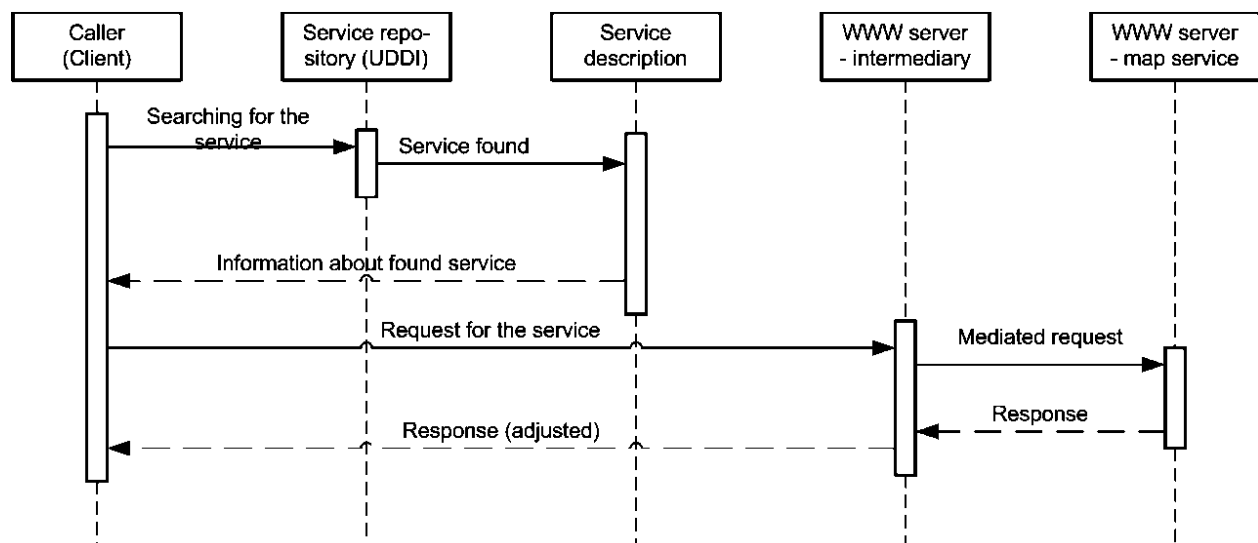 Caller
(Client)
Service repo-
sitory (UDDI)
Service
description
WWW server
- intermediary
WWW server
- map service
Searching for the
service
Service found
Information about found service
Request for the service
Mediated request
Response
Response (adjusted)